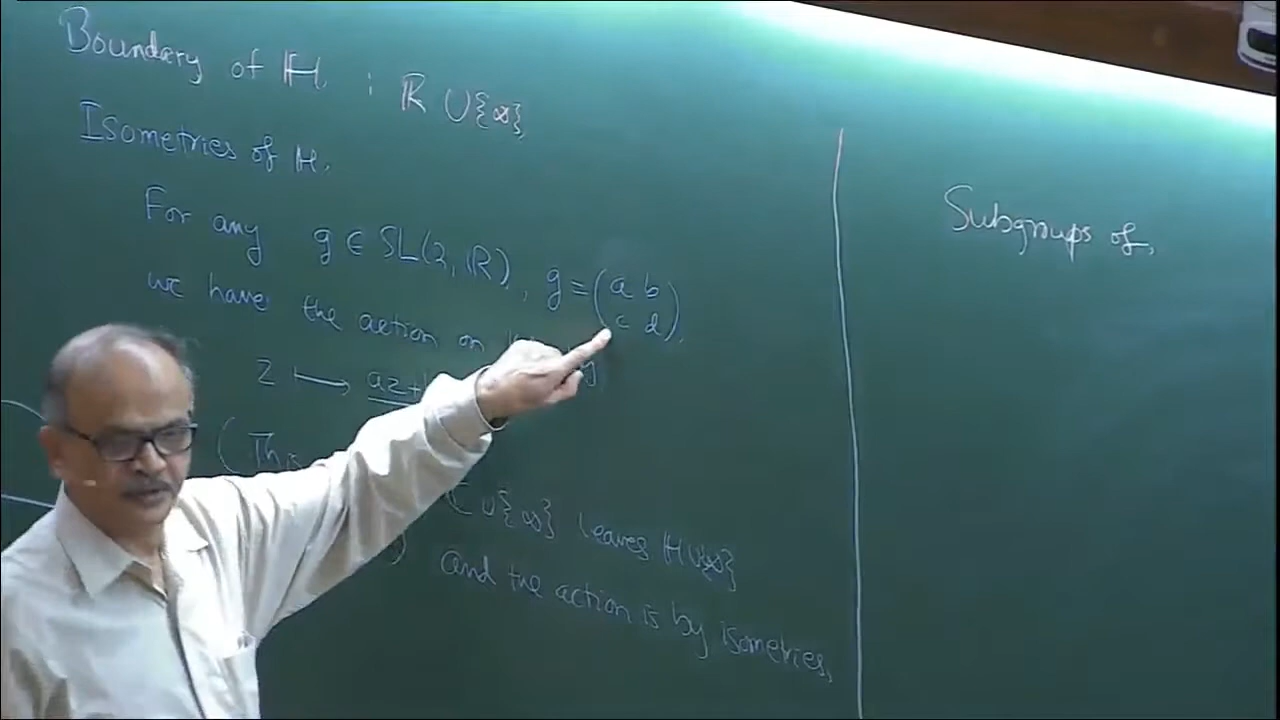 Boundary of ℍ : ℝ ∪ {∞},
Isometries of ℍ.
For any g ∈ SL(2, ℝ), g = (a b
c d),
we have the action on
z ⟼ az+
(This
ℂ ∪ {∞} leaves ℍ ∪ {∞}
) and the action is by isometries.
Subgroups of,